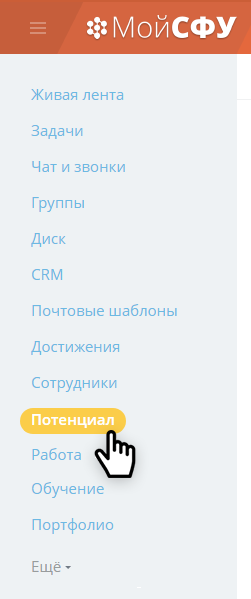 МойСФУ
Живая лента
Задачи
Чат и звонки
Группы
Диск
CRM
Почтовые шаблоны
Достижения
Сотрудники
Потенциал
Работа
Обучение
Портфолио
Ещё